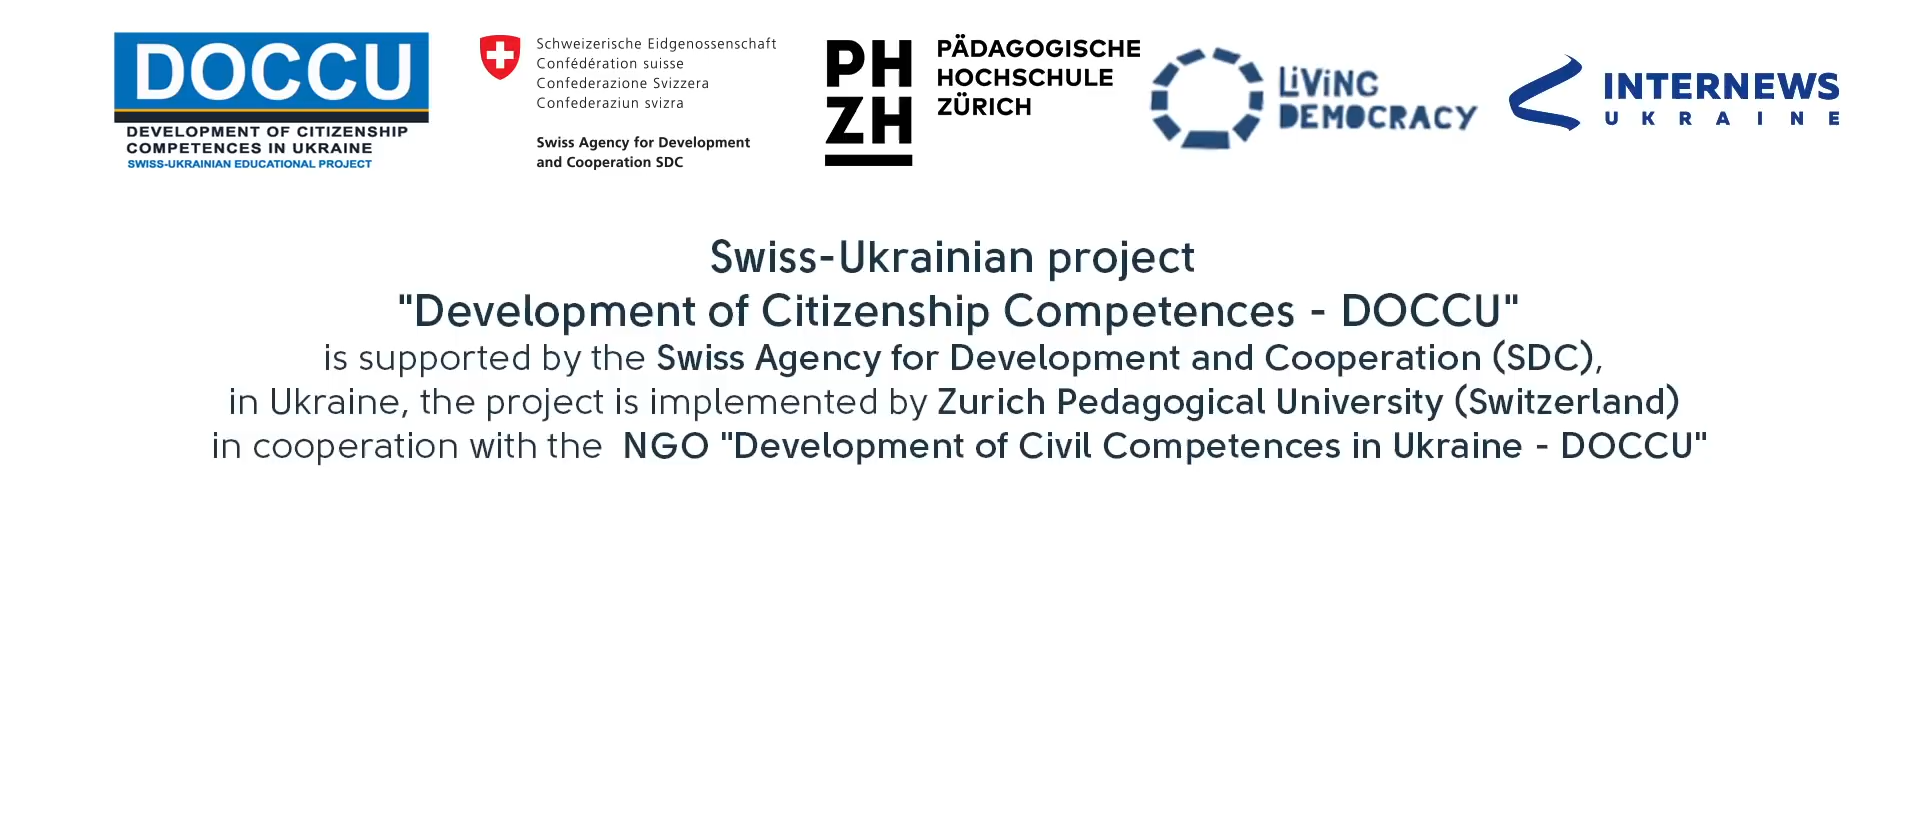 DOCCU
DEVELOPMENT OF CITIZENSHIP
COMPETENCES IN UKRAINE
SWISS-UKRAINIAN EDUCATIONAL PROJECT
Schweizerische Eidgenossenschaft
Confédération suisse
Confederazione Svizzera
Confederaziun svizra
Swiss Agency for Development
and Cooperation SDC
PH
ZH
PÄDAGOGISCHE
HOCHSCHULE
ZÜRICH
LiViNG
DEMOCRACY
INTERNEWS
UKRAINE
Swiss-Ukrainian project
"Development of Citizenship Competences - DOCCU"
is supported by the Swiss Agency for Development and Cooperation (SDC),
in Ukraine, the project is implemented by Zurich Pedagogical University (Switzerland)
in cooperation with the NGO "Development of Civil Competences in Ukraine - DOCCU"